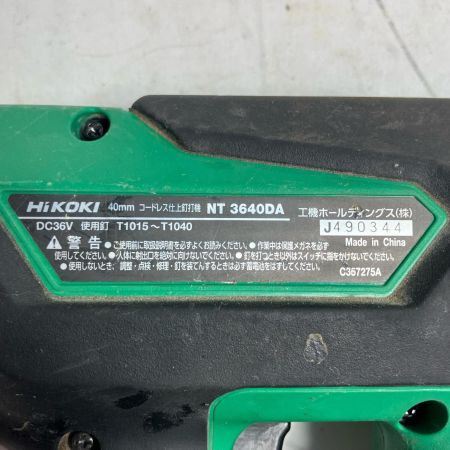 HiKOKI 40mm コードレス仕上釘打機 NT 3640DA 工機ホールディングス(株)
DC36V 使用釘 T1015～T1040 J490344
警告 ●ご使用前に取扱説明書を必ずよくお読みください。●作業中は保護メガネを必ず Made in China
使用してください。●人体に射出口を絶対に向けないでください。●釘を打つとき以外はスイッチに指をかけないでください。
●使用しないとき、調整・点検・修理・釘を装てんするときは必ず蓄電池をはずしてください。 C367275A